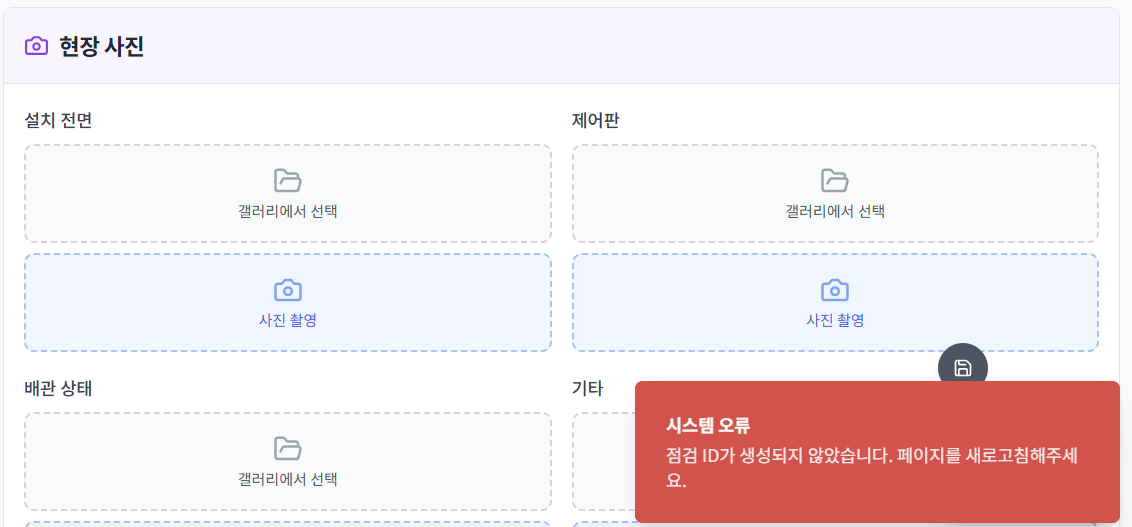 현장 사진
설치 전면
제어판
갤러리에서 선택
갤러리에서 선택
사진 촬영
사진 촬영
배관 상태
기타
갤러리에서 선택
시스템 오류
점검 ID가 생성되지 않았습니다. 페이지를 새로고침해주세
요.